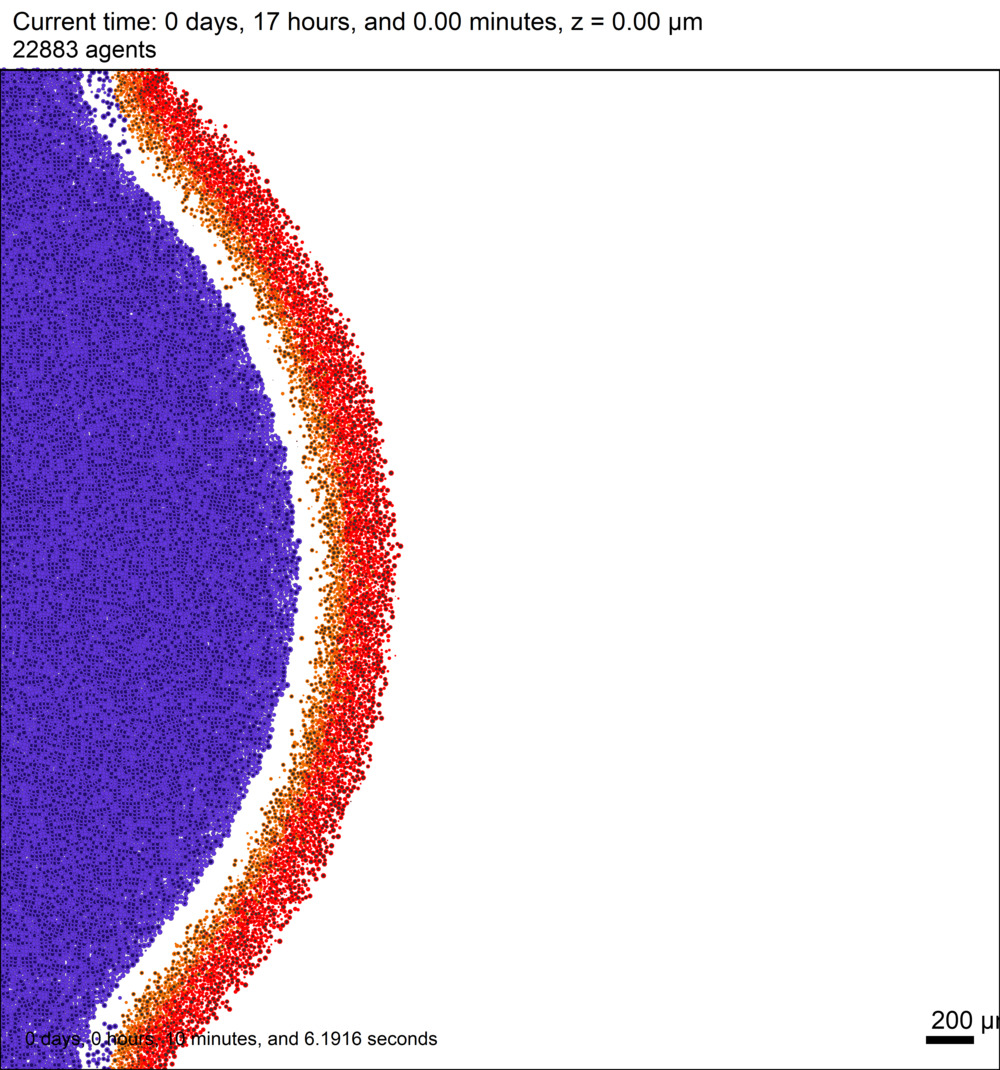 Current time: 0 days, 17 hours, and 0.00 minutes, z = 0.00 µm
22883 agents
200 µ
0 days, 0 hours, 10 minutes, and 6.1916 seconds